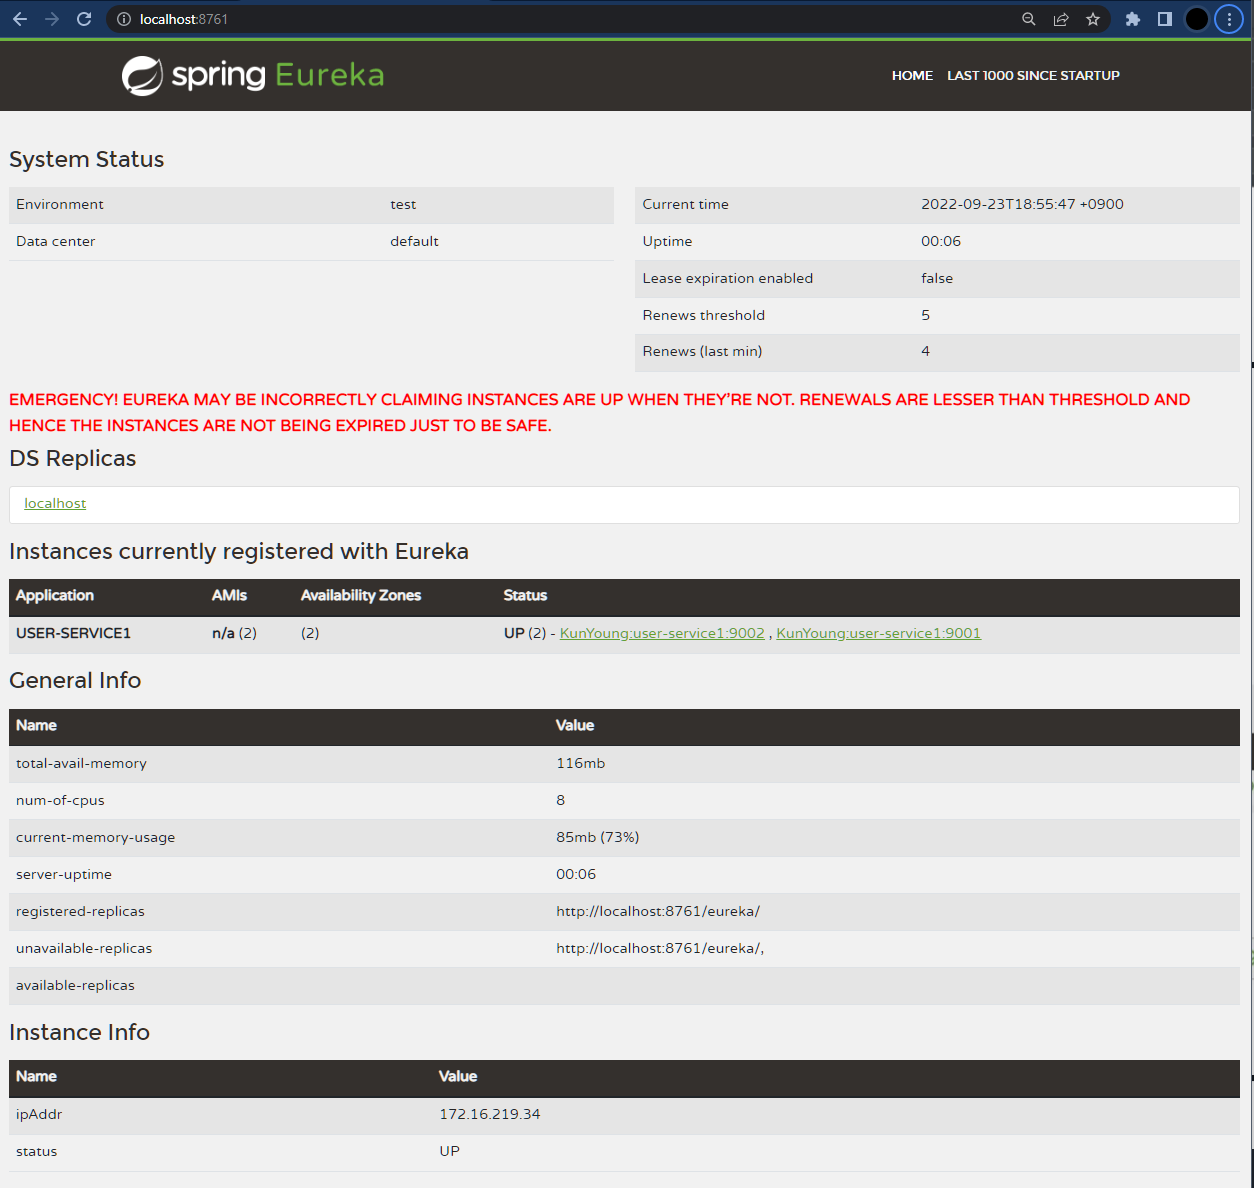 localhost:8761
spring Eureka
HOME LAST 1000 SINCE STARTUP
System Status
Environment test
Data center default
Current time 2022-09-23T18:55:47 +0900
Uptime 00:06
Lease expiration enabled false
Renews threshold 5
Renews (last min) 4
EMERGENCY! EUREKA MAY BE INCORRECTLY CLAIMING INSTANCES ARE UP WHEN THEY'RE NOT. RENEWALS ARE LESSER THAN THRESHOLD AND
HENCE THE INSTANCES ARE NOT BEING EXPIRED JUST TO BE SAFE.
DS Replicas
localhost
Instances currently registered with Eureka
Application AMIs Availability Zones Status
USER-SERVICE1 n/a (2) (2) UP (2) - KunYoung:user-service1:9002 , KunYoung:user-service1:9001
General Info
Name Value
total-avail-memory 116mb
num-of-cpus 8
current-memory-usage 85mb (73%)
server-uptime 00:06
registered-replicas http://localhost:8761/eureka/
unavailable-replicas http://localhost:8761/eureka/,
available-replicas
Instance Info
Name Value
ipAddr 172.16.219.34
status UP